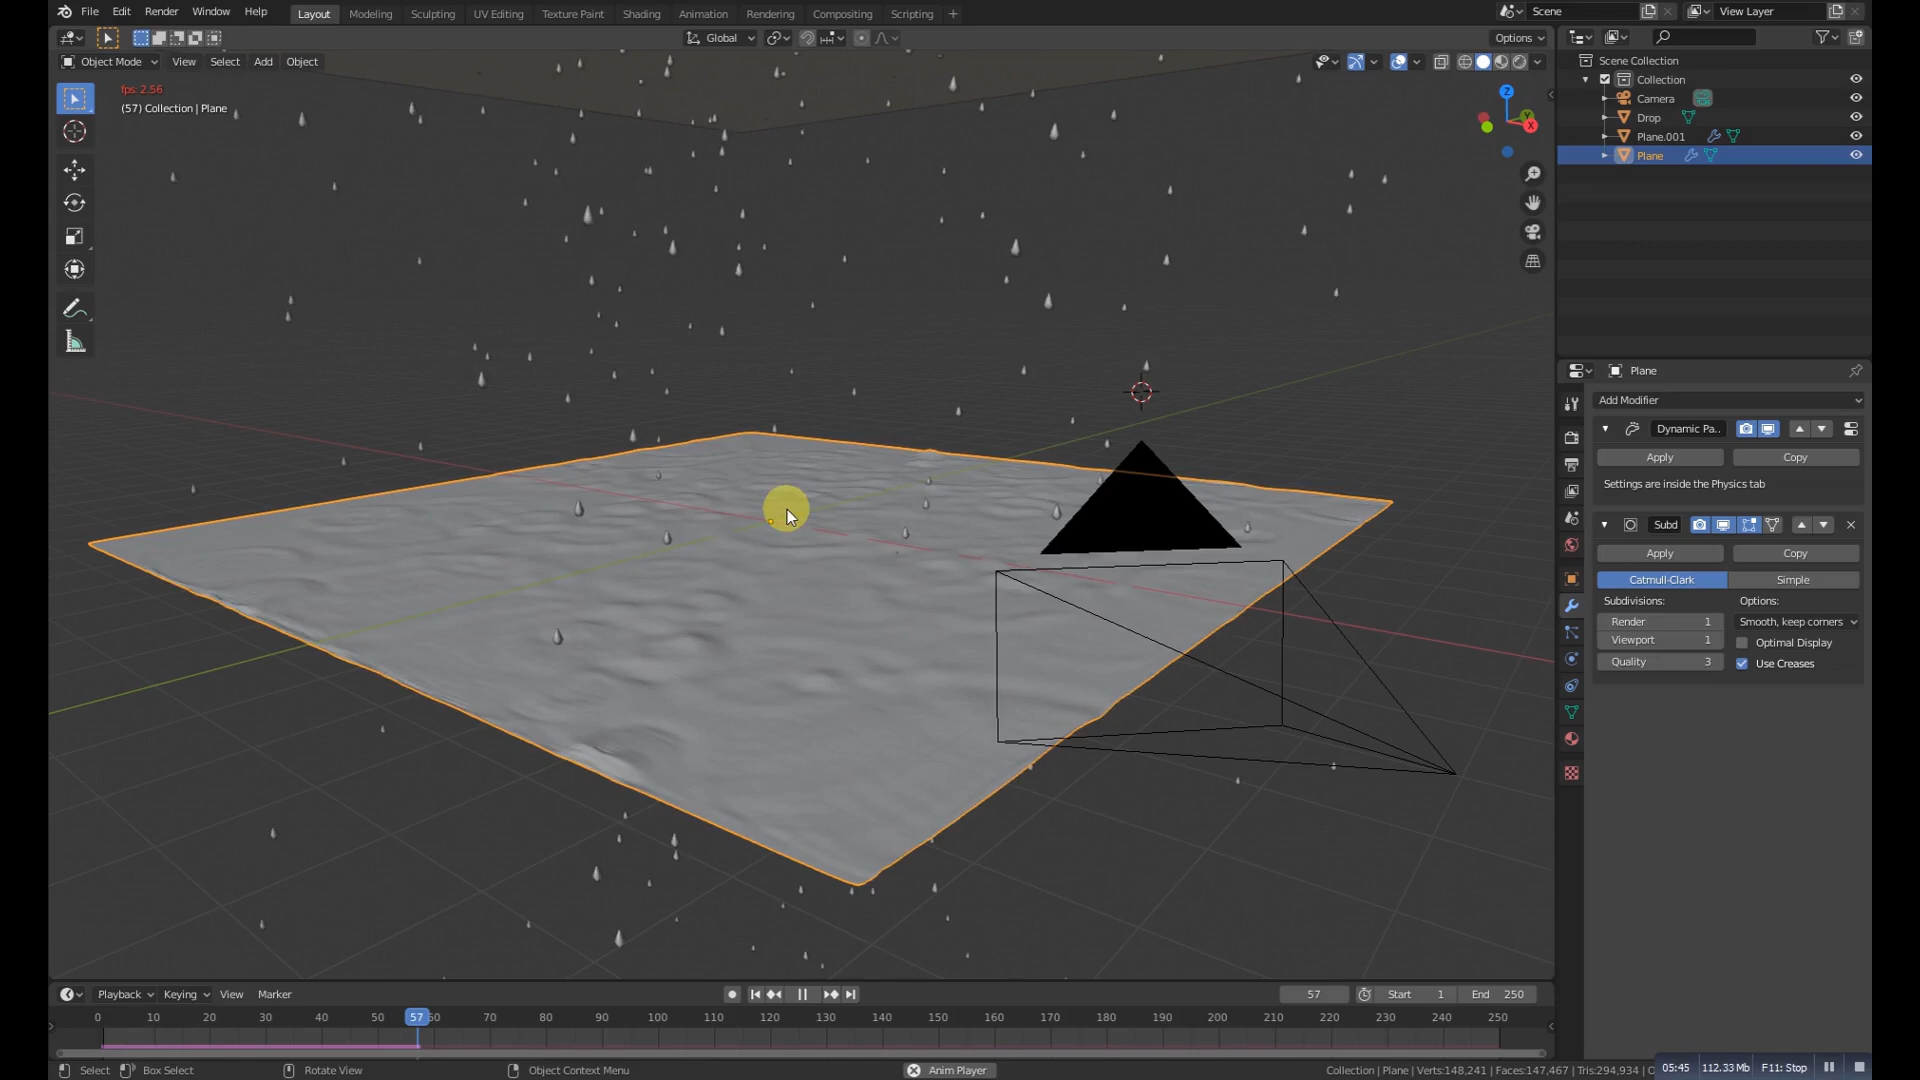 File Edit Render Window Help Layout Modeling Sculpting UV Editing Texture Paint Shading Animation Rendering Compositing Scripting + Scene View Layer
Global Options
Object Mode View Select Add Object
fps: 2.56
(57) Collection | Plane
Z
Y
X
Scene Collection
Collection
Camera
Drop
Plane.001
Plane
Plane
Add Modifier
Dynamic Pa..
Apply Copy
Settings are inside the Physics tab
Subd
Apply Copy
Catmull-Clark Simple
Subdivisions: Options:
Render 1 Smooth, keep corners
Viewport 1 Optimal Display
Quality 3 Use Creases
Playback Keying View Marker 57 Start 1 End 250
0 10 20 30 40 50 57 60 70 80 90 100 110 120 130 140 150 160 170 180 190 200 210 220 230 240 250
Select Box Select Rotate View Object Context Menu Anim Player Collection | Plane | Verts:148,241 | Faces:147,467 | Tris:294,934 | O 05:45 112.33 Mb F11: Stop